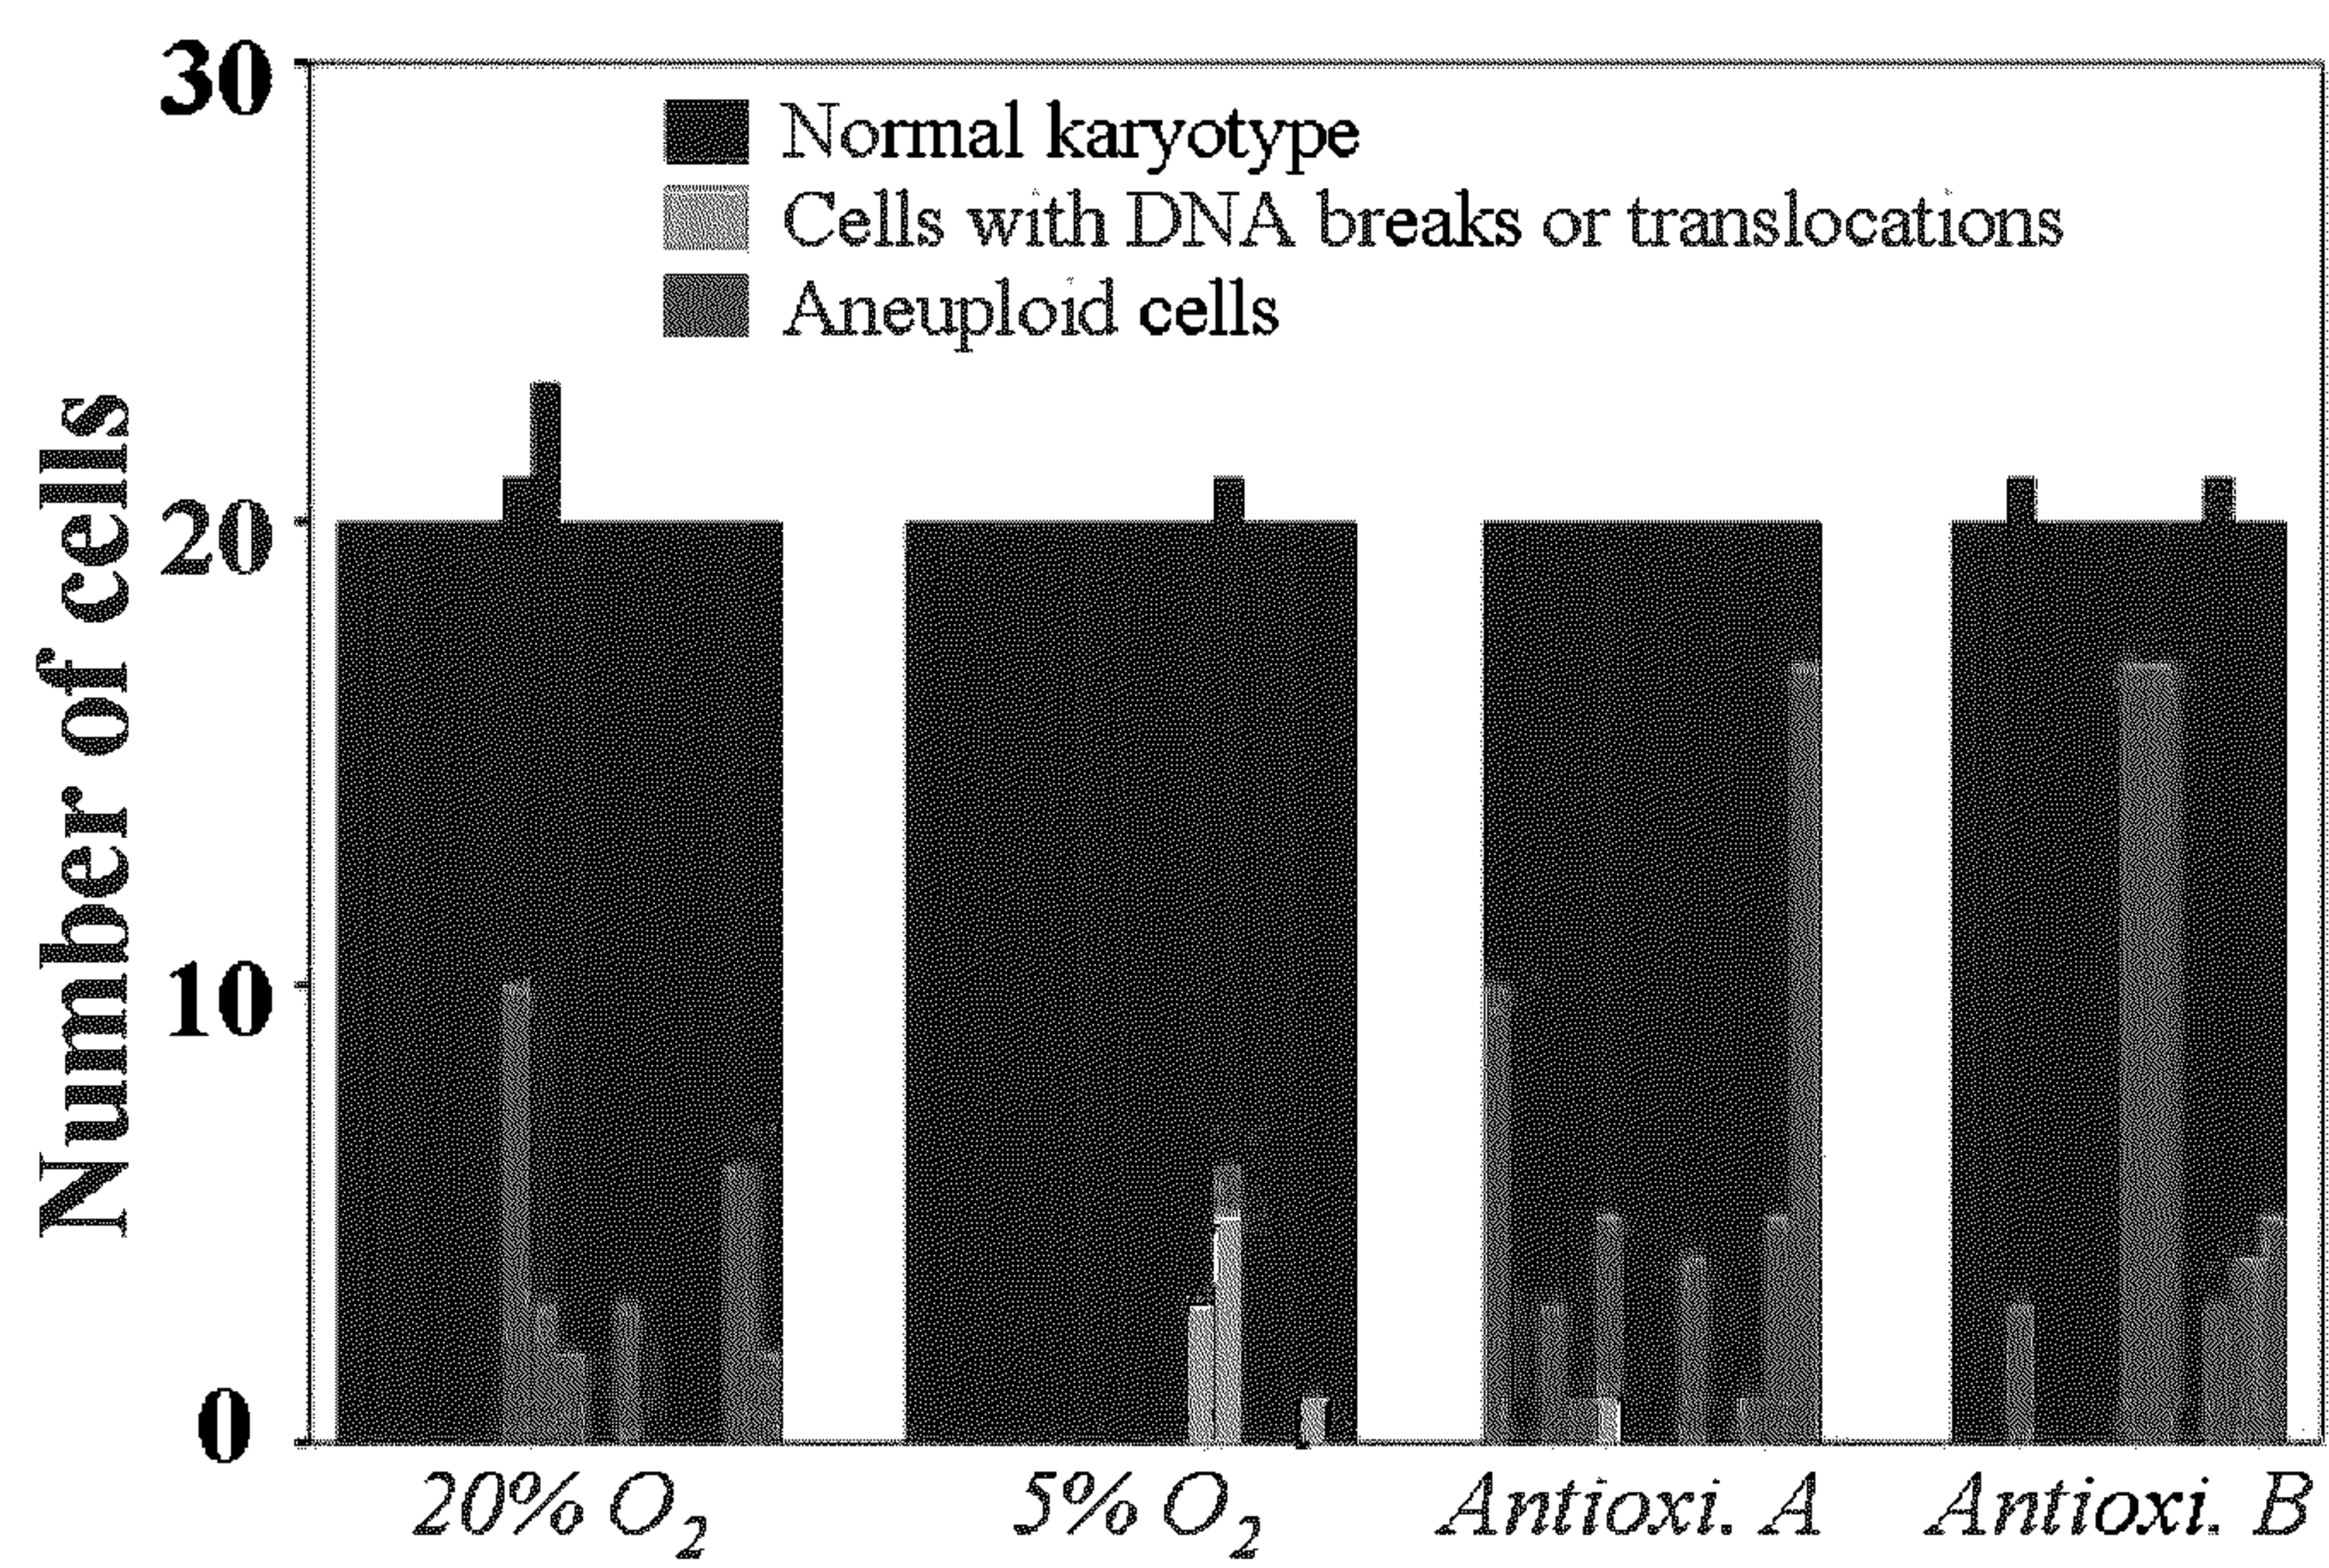 Number of cells
30
20
10
0
Normal karyotype
Cells with DNA breaks or translocations
Aneuploid cells
20% O2
5% O2
Antioxi. A
Antioxi. B